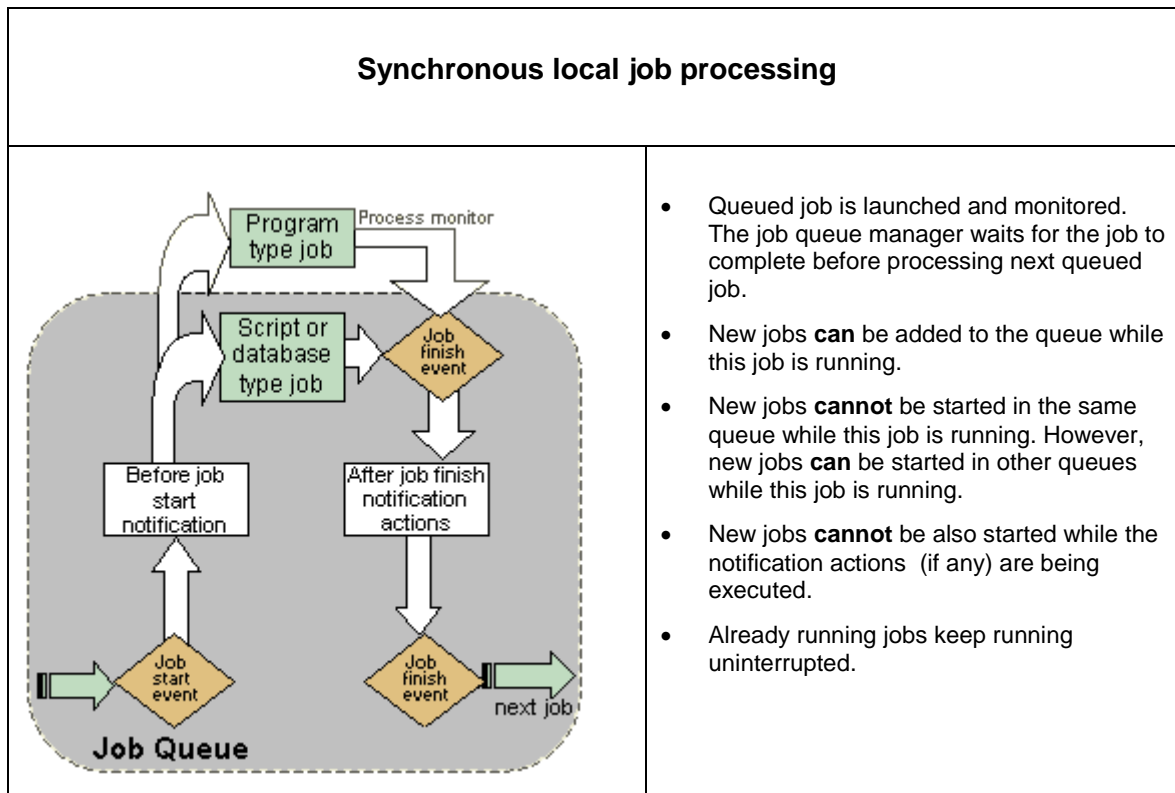 Synchronous local job processing
Program
type job
Process monitor
Script or
database
type job
Job
finish
event
Before job
start
notification
After job finish
notification
actions
Job
start
event
Job
finish
event
next job
Job Queue
• Queued job is launched and monitored.
The job queue manager waits for the job to
complete before processing next queued
job.
• New jobs can be added to the queue while
this job is running.
• New jobs cannot be started in the same
queue while this job is running. However,
new jobs can be started in other queues
while this job is running.
• New jobs cannot be also started while the
notification actions (if any) are being
executed.
• Already running jobs keep running
uninterrupted.